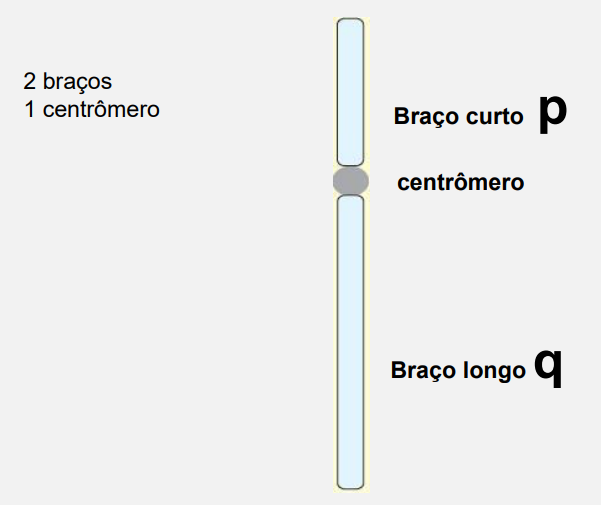 2 braços
1 centrômero
Braço curto p
centrômero
Braço longo q